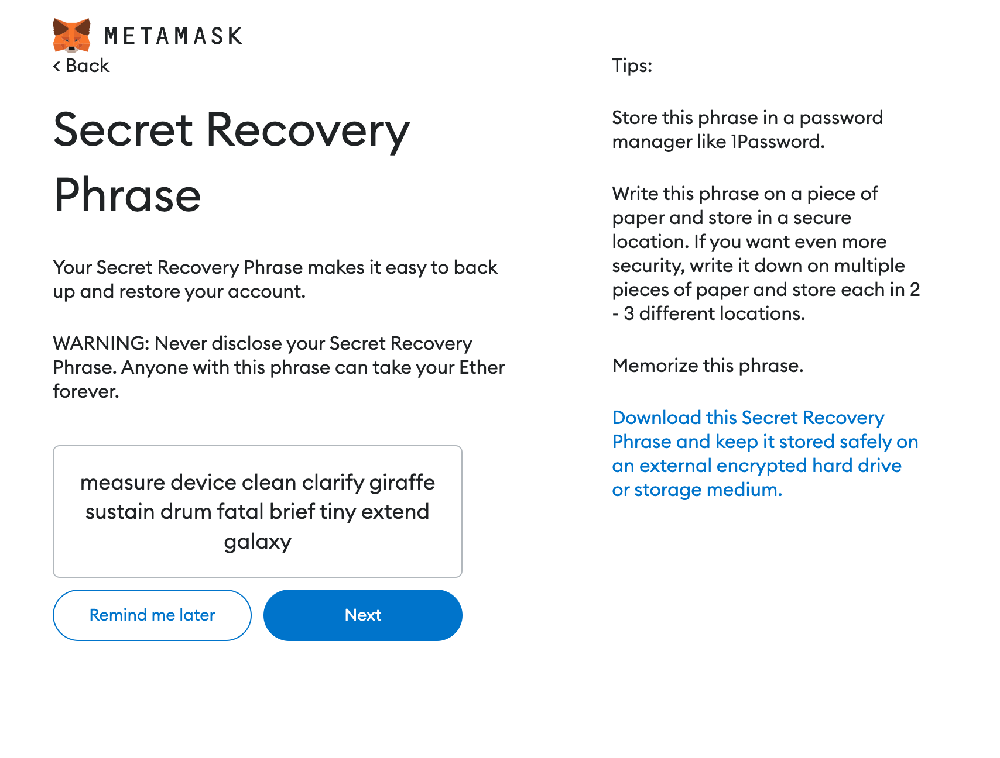 METAMASK
< Back
Secret Recovery
Phrase
Your Secret Recovery Phrase makes it easy to back
up and restore your account.
WARNING: Never disclose your Secret Recovery
Phrase. Anyone with this phrase can take your Ether
forever.
measure device clean clarify giraffe
sustain drum fatal brief tiny extend
galaxy
Remind me later
Next
Tips:
Store this phrase in a password
manager like 1Password.
Write this phrase on a piece of
paper and store in a secure
location. If you want even more
security, write it down on multiple
pieces of paper and store each in 2
- 3 different locations.
Memorize this phrase.
Download this Secret Recovery
Phrase and keep it stored safely on
an external encrypted hard drive
or storage medium.